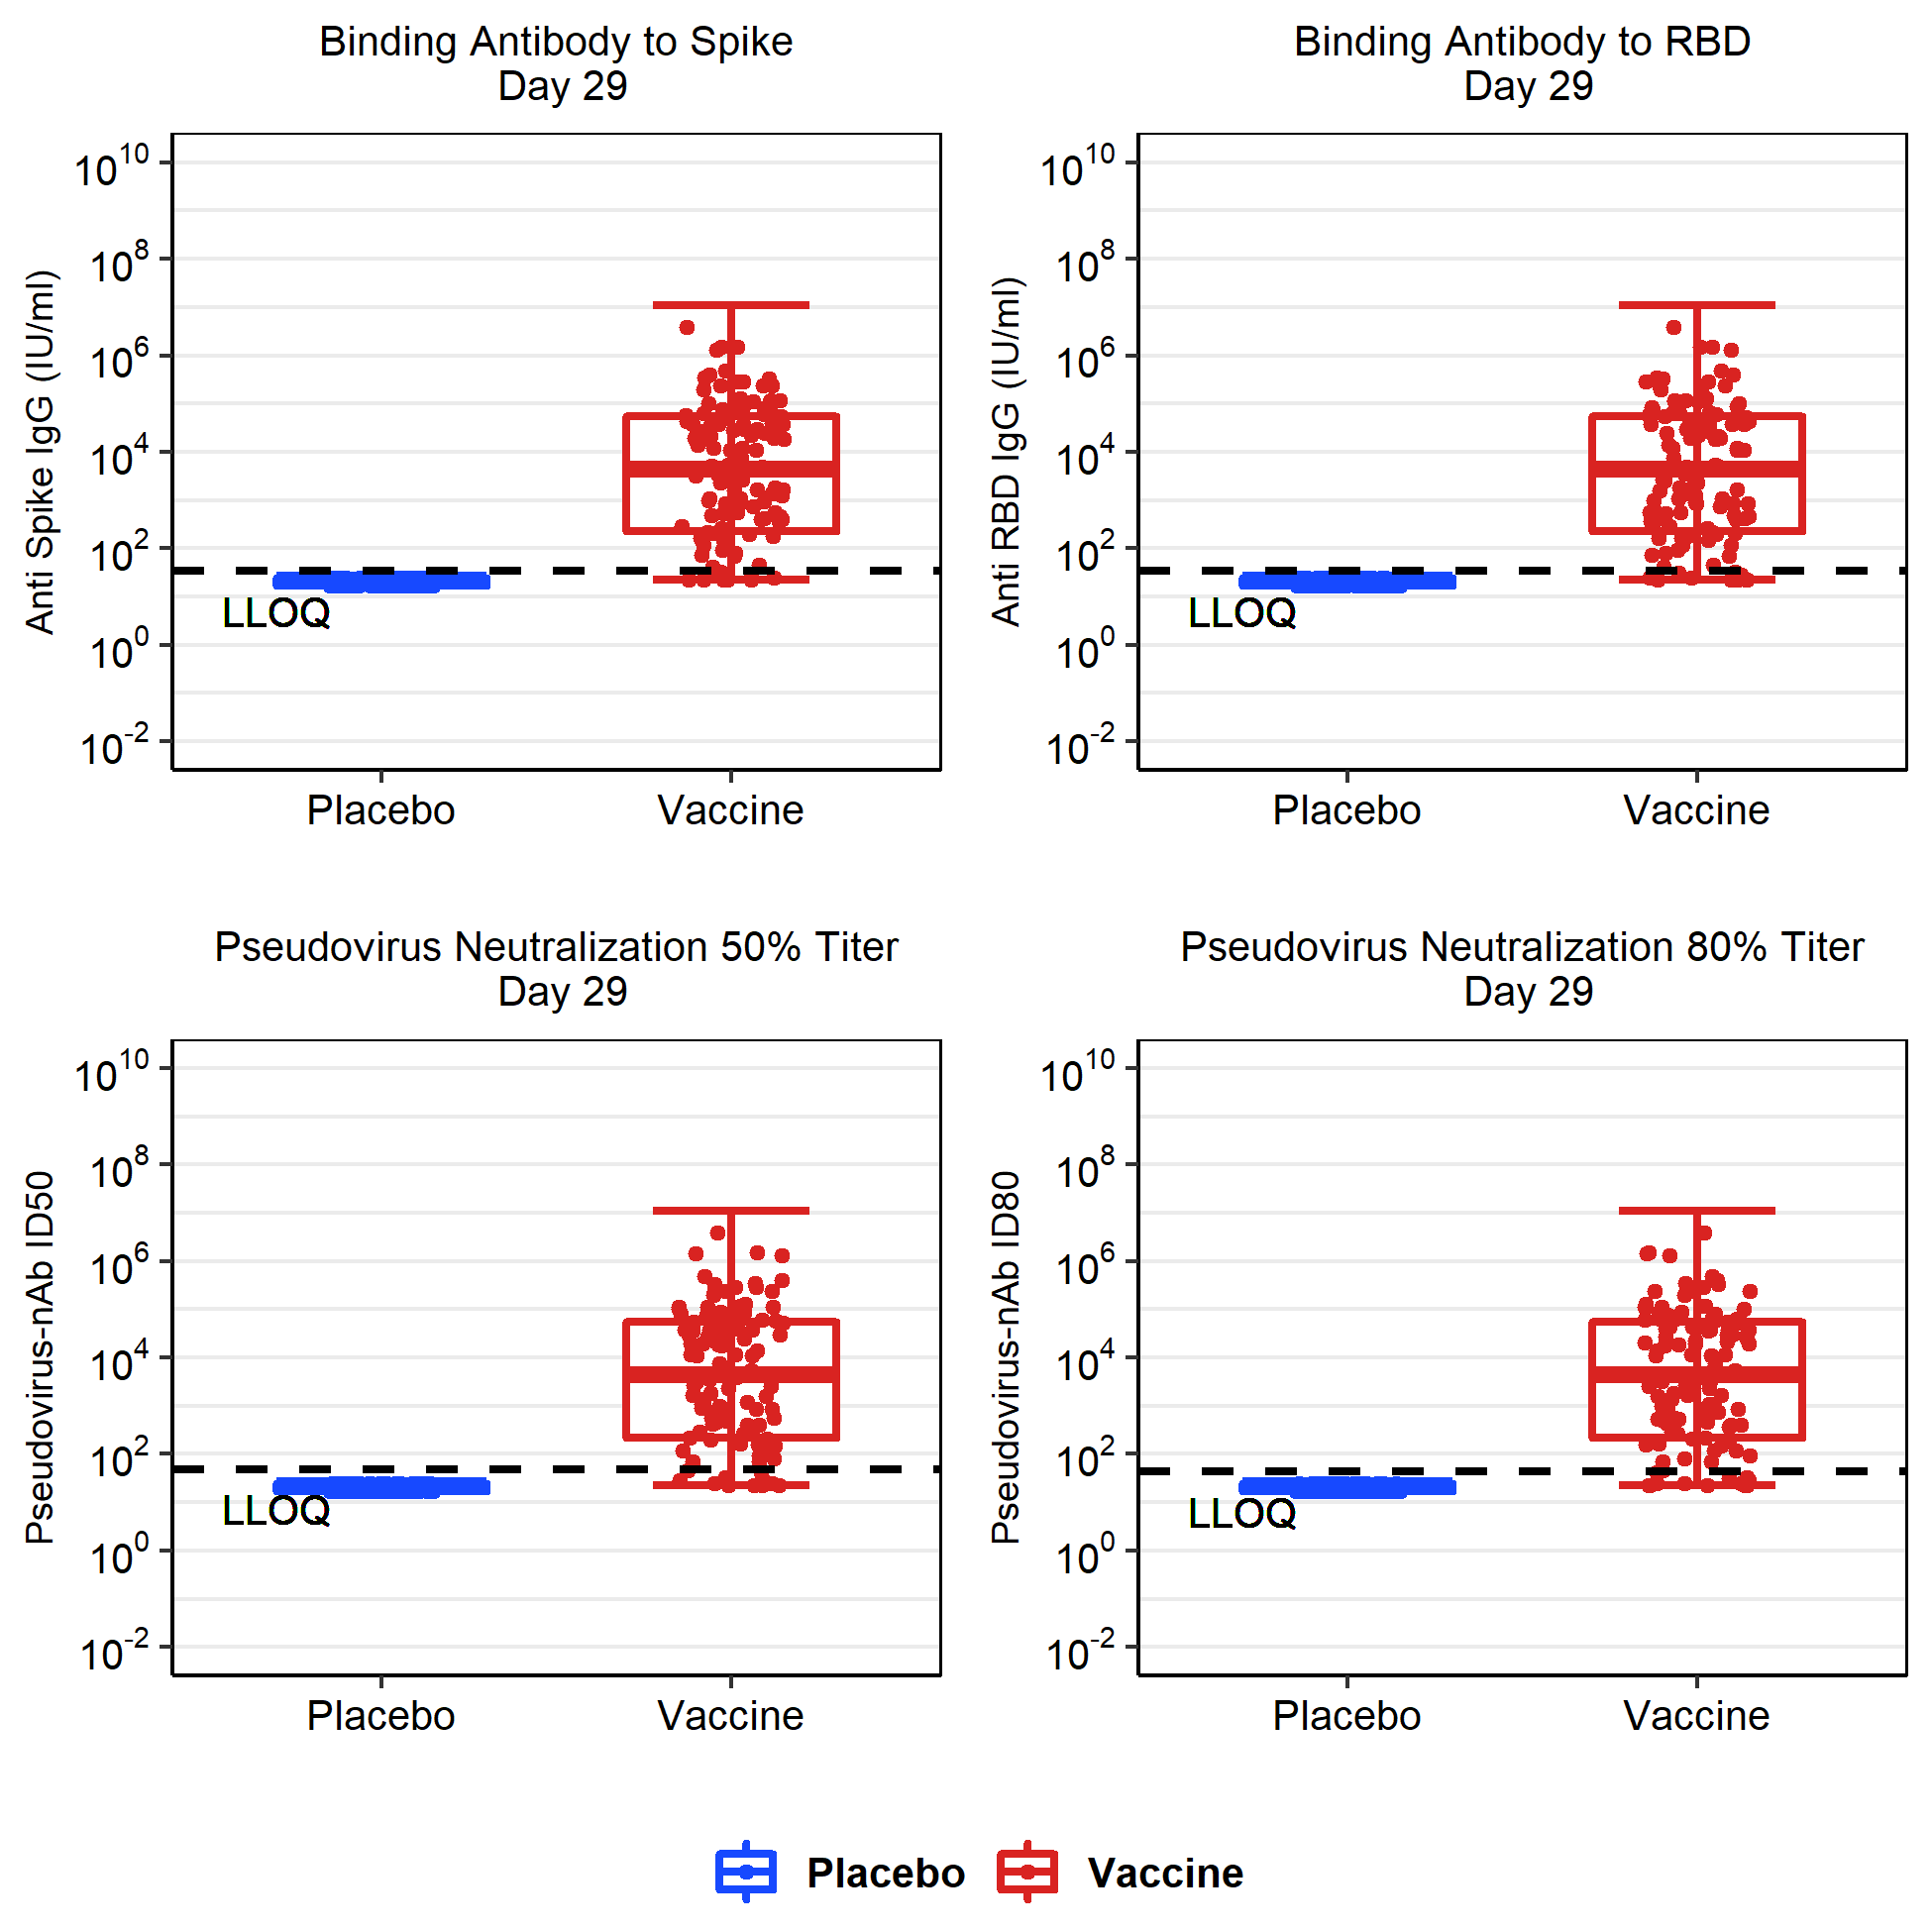 Binding Antibody to Spike
Day 29
Anti Spike IgG (IU/ml)
10^10
10^8
10^6
10^4
10^2
10^0
10^-2
LLOQ
Placebo
Vaccine
Binding Antibody to RBD
Day 29
Anti RBD IgG (IU/ml)
10^10
10^8
10^6
10^4
10^2
10^0
10^-2
LLOQ
Placebo
Vaccine
Pseudovirus Neutralization 50% Titer
Day 29
Pseudovirus-nAb ID50
10^10
10^8
10^6
10^4
10^2
10^0
10^-2
LLOQ
Placebo
Vaccine
Pseudovirus Neutralization 80% Titer
Day 29
Pseudovirus-nAb ID80
10^10
10^8
10^6
10^4
10^2
10^0
10^-2
LLOQ
Placebo
Vaccine
Placebo
Vaccine